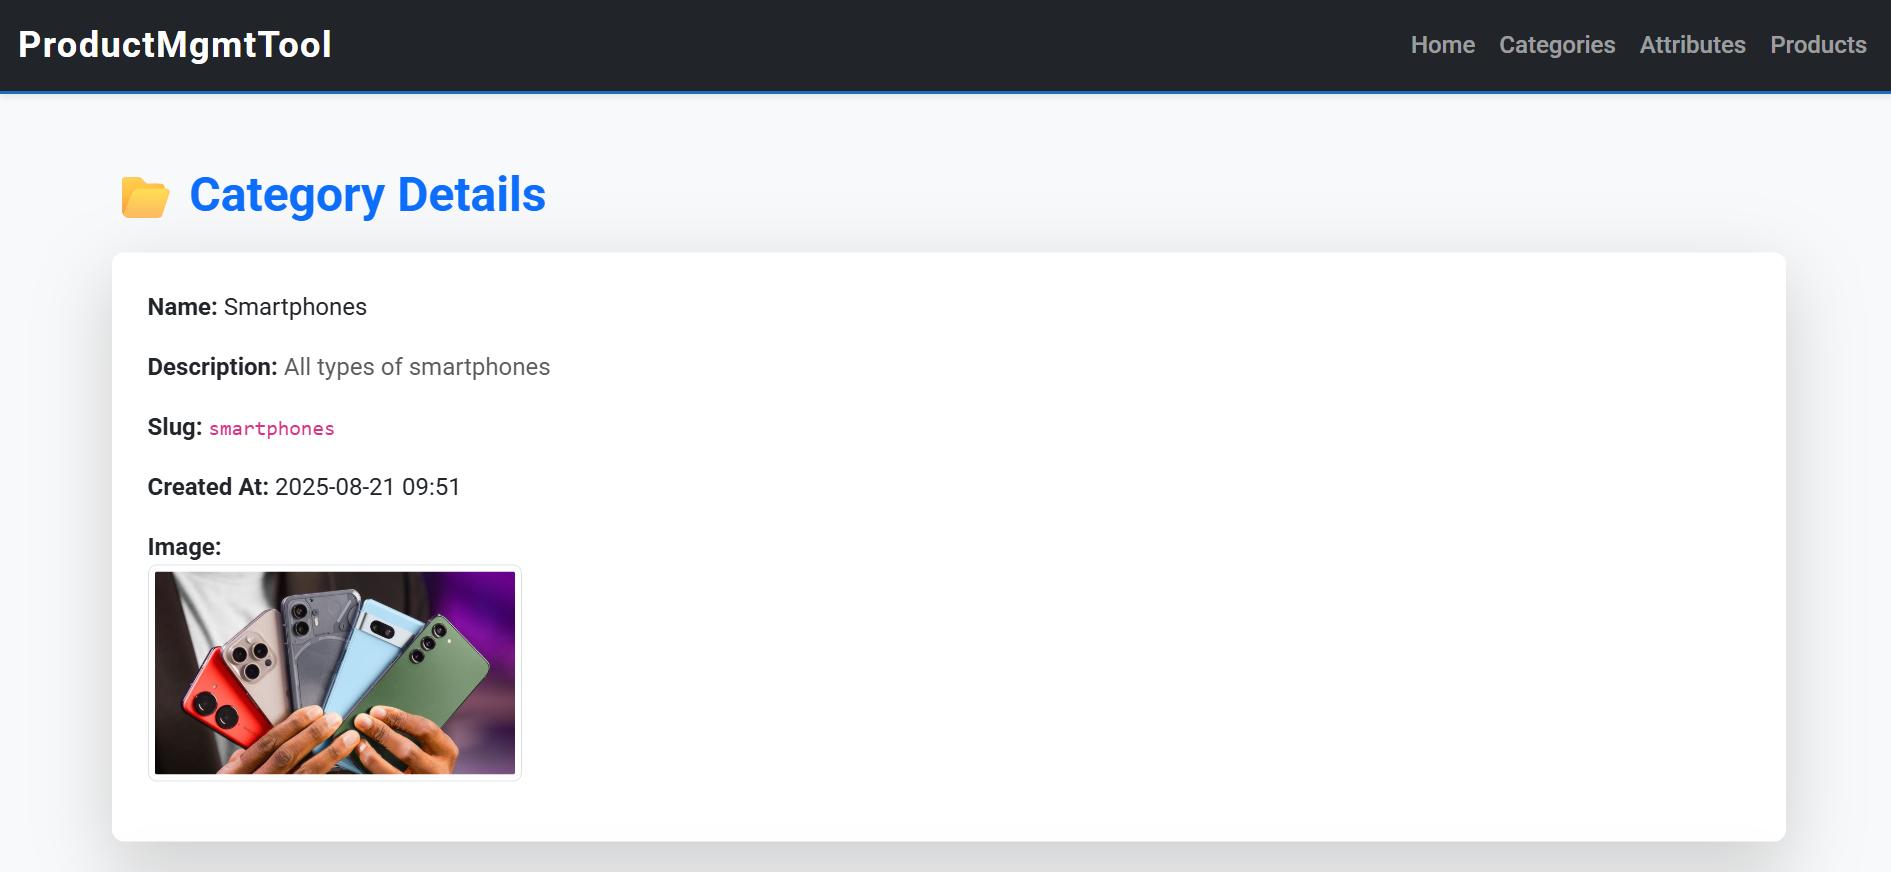 ProductMgmtTool
Home Categories Attributes Products
Category Details
Name: Smartphones
Description: All types of smartphones
Slug: smartphones
Created At: 2025-08-21 09:51
Image: